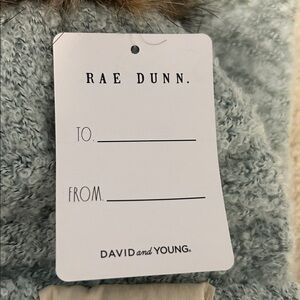 RAE DUNN.
TO.
FROM.
DAVID and YOUNG®